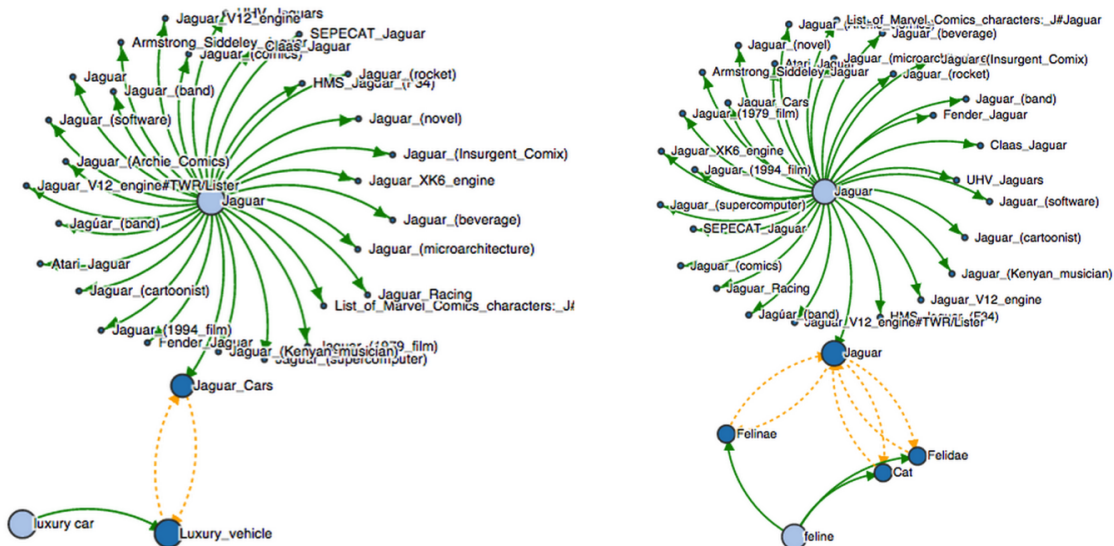 UHV_Jaguars
Jaguar_V12_engine
SEPECAT_Jaguar
Armstrong_Siddeley_Jaguar
Claas_Jaguar
Jaguar_(comics)
Jaguar_(rocket)
Jaguar
HMS_Jaguar_(F34)
Jaguar_(band)
Jaguar_(software)
Jaguar_(novel)
Jaguar_(Archie_Comics)
Jaguar_(Insurgent_Comix)
Jaguar_V12_engine#TWR/Lister
Jaguar_XK6_engine
Jaguar
Jagúar_(band)
Jaguar_(beverage)
Jaguar_(microarchitecture)
Atari_Jaguar
Jaguar_(cartoonist)
Jaguar_Racing
List_of_Marvel_Comics_characters:_J#
Jaguar_(1994_film)
Fender_Jaguar
Jaguar_(1979_film)
Jaguar_(Kenyan_musician)
Jaguar_(supercomputer)
Jaguar_Cars
luxury car
Luxury_vehicle
List_of_Marvel_Comics_characters:_J#Jaguar
Jaguar_(beverage)
Jaguar_(novel)
Atari_Jaguar
Jaguar_(Insurgent_Comix)
Armstrong_Siddeley_Jaguar
Jaguar_(rocket)
Jaguar_Cars
Jaguar_(band)
Jaguar_(1979_film)
Fender_Jaguar
Jaguar_XK6_engine
Claas_Jaguar
Jaguar_(1994_film)
UHV_Jaguars
Jaguar
Jaguar_(software)
Jaguar_(supercomputer)
SEPECAT_Jaguar
Jaguar_(cartoonist)
Jaguar_(comics)
Jaguar_(Kenyan_musician)
Jaguar_Racing
Jaguar_V12_engine
Jagúar_(band)
HMS_Jaguar_(F34)
Jaguar_V12_engine#TWR/Lister
Jaguar
Felinae
Felidae
Cat
feline